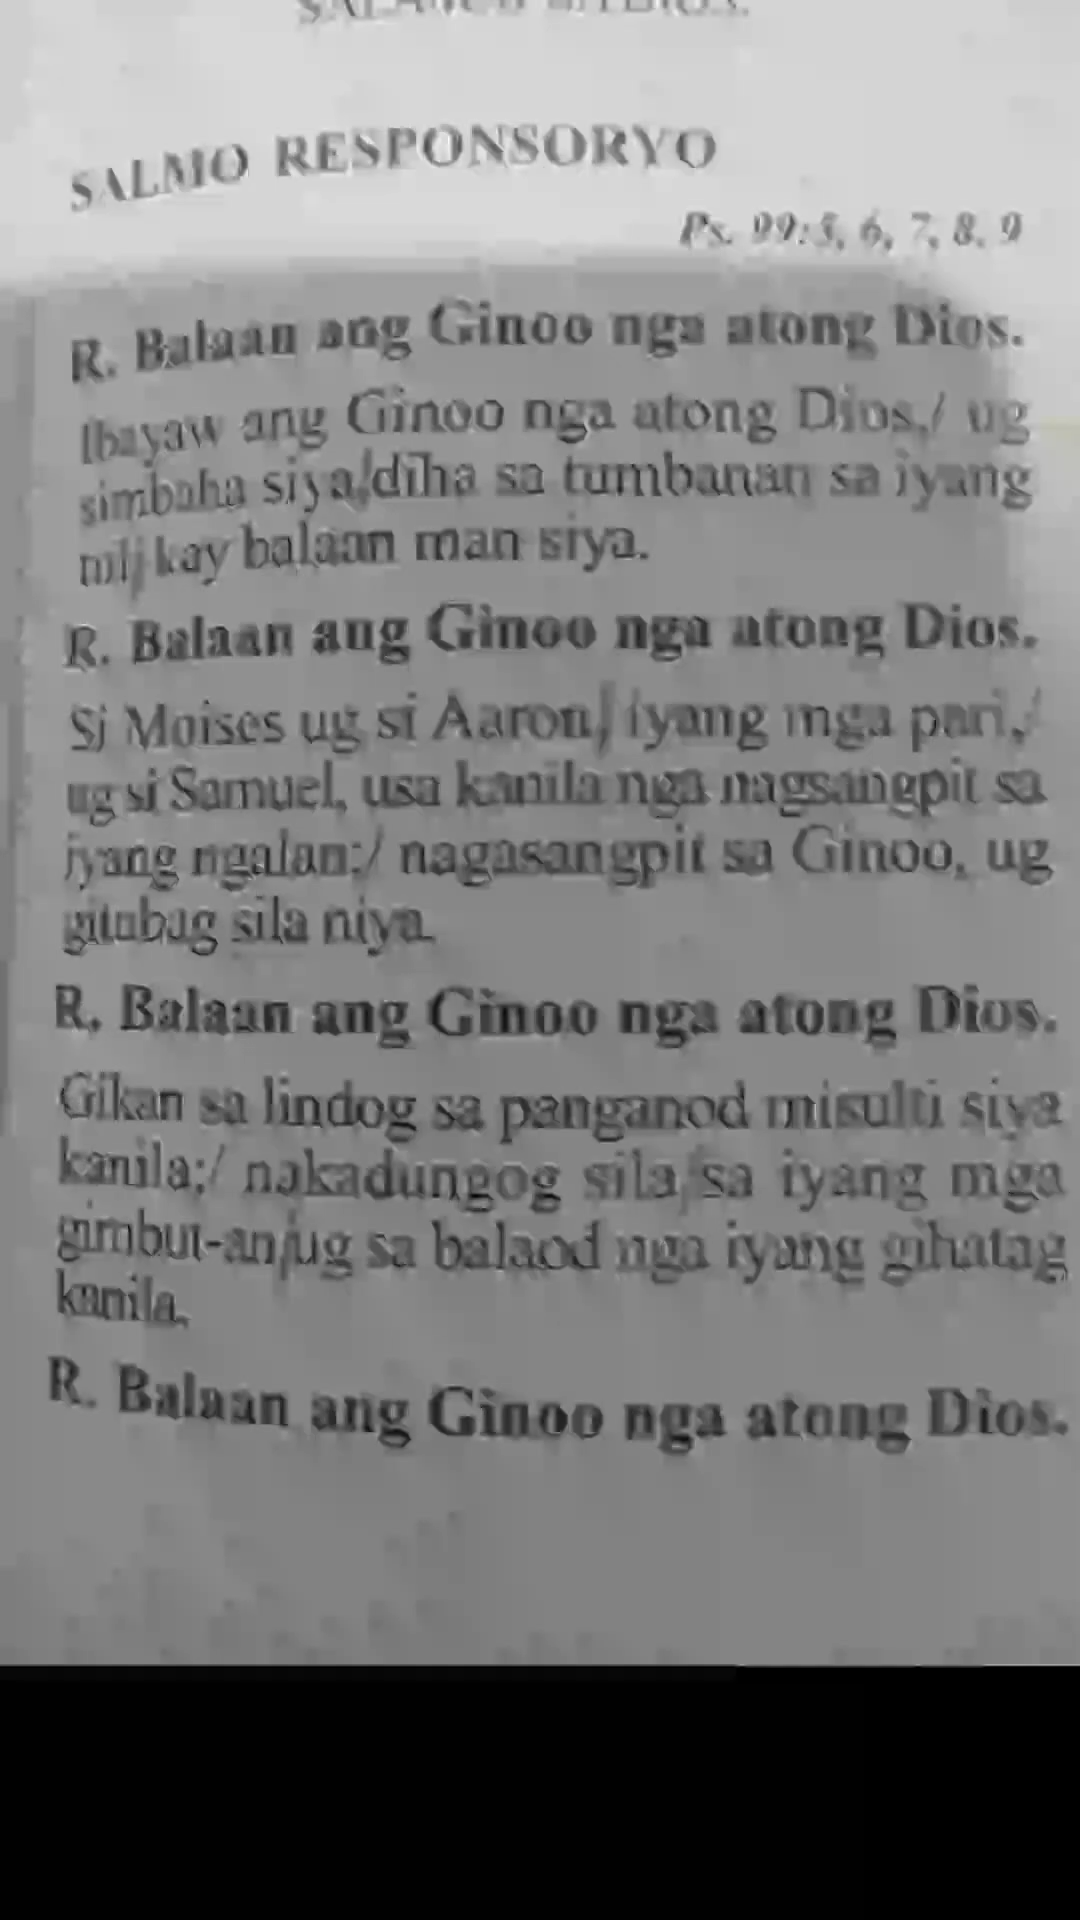 SALMO RESPONSORYO
Ps. 99:5, 6, 7, 8, 9
R. Balaan ang Ginoo nga atong Dios.
Ibayaw ang Ginoo nga atong Dios,/ ug
simbaha siya/diha sa tumbanan sa iyang
kay balaan man siya.
R. Balaan ang Ginoo nga atong Dios.
Si Moises ug si Aaron,/ iyang mga pari,/
ug si Samuel, usa kanila nga nagsangpit sa
iyang ngalan;/ nagasangpit sa Ginoo, ug
gitubag sila niya.
R. Balaan ang Ginoo nga atong Dios.
Gikan sa lindog sa panganod misulti siya
kanila;/ nakadungog sila/sa iyang mga
gimbut-an/ug sa balaod nga iyang gihatag
kanila.
R. Balaan ang Ginoo nga atong Dios.